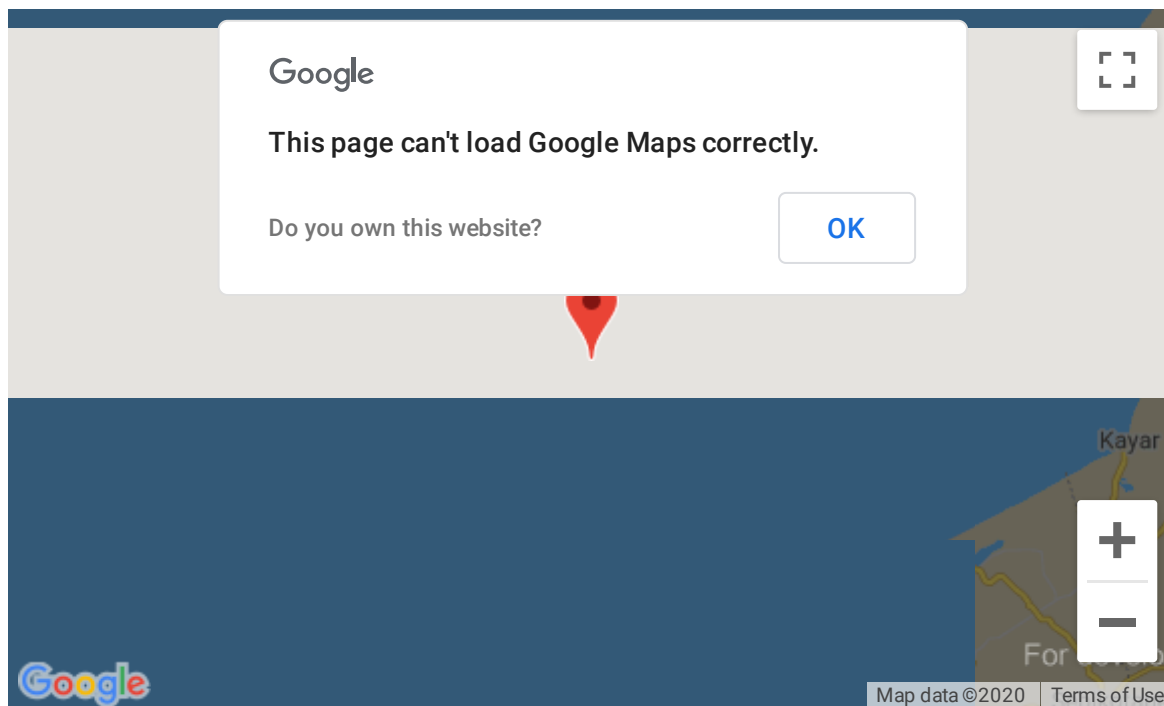 Google
This page can't load Google Maps correctly.
Do you own this website?
OK
Kayar
For
Google
Map data ©2020
Terms of Use